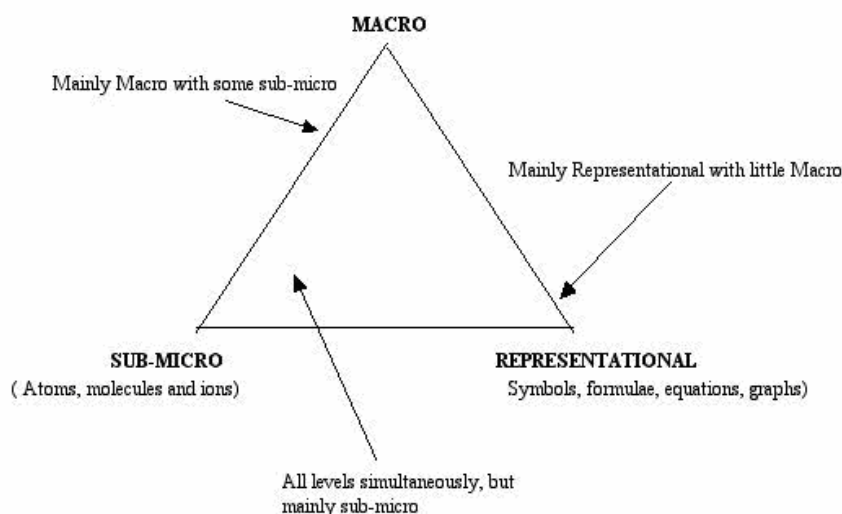 MACRO
Mainly Macro with some sub-micro
Mainly Representational with little Macro
SUB-MICRO
( Atoms, molecules and ions)
REPRESENTATIONAL
Symbols, formulae, equations, graphs)
All levels simultaneously, but
mainly sub-micro